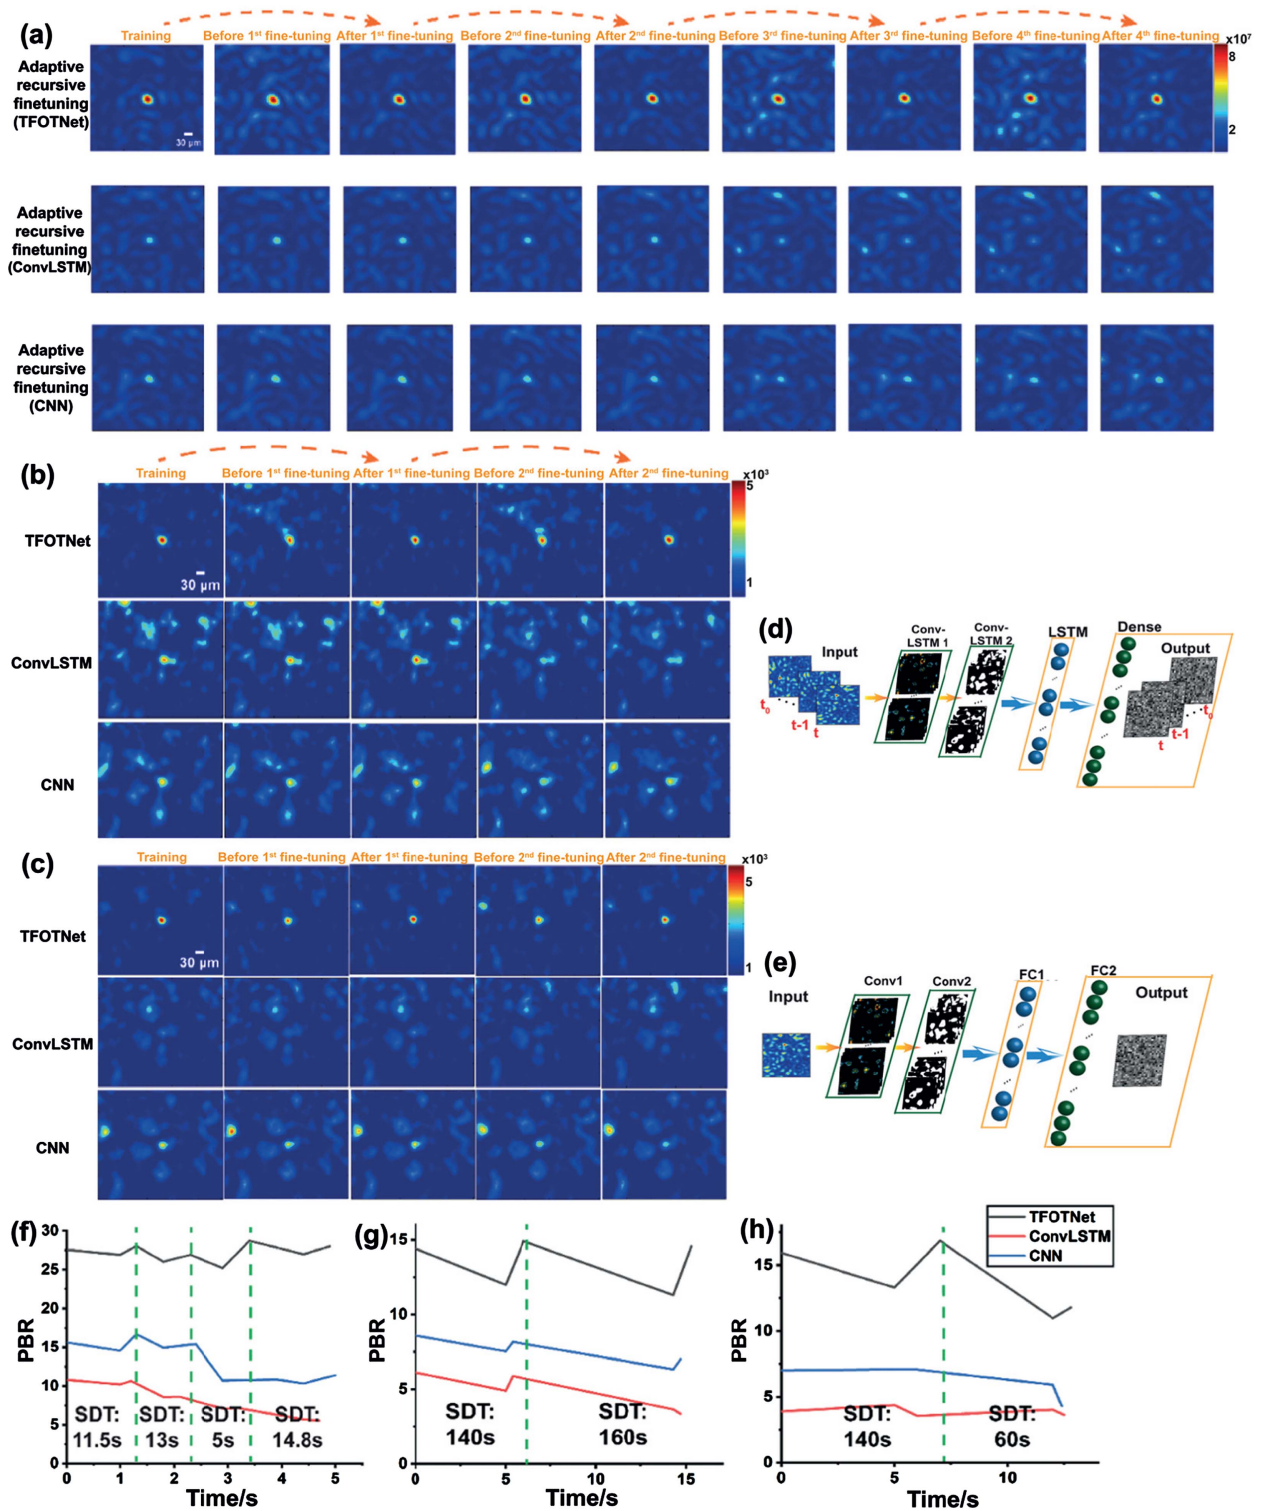 (a)
Training Before 1st fine-tuning After 1st fine-tuning Before 2nd fine-tuning After 2nd fine-tuning Before 3rd fine-tuning After 3rd fine-tuning Before 4th fine-tuning After 4th fine-tuning
x10⁷
8
2
Adaptive
recursive
finetuning
(TFOTNet)
30 µm
Adaptive
recursive
finetuning
(ConvLSTM)
Adaptive
recursive
finetuning
(CNN)
(b)
Training Before 1st fine-tuning After 1st fine-tuning Before 2nd fine-tuning After 2nd fine-tuning
x10³
5
1
TFOTNet
30 µm
ConvLSTM
CNN
(c)
Training Before 1st fine-tuning After 1st fine-tuning Before 2nd fine-tuning After 2nd fine-tuning
x10³
5
1
TFOTNet
30 µm
ConvLSTM
CNN
(d)
Input
Conv-
LSTM 1
Conv-
LSTM 2
LSTM
Dense
Output
t₀
t-1
t
t
t-1
t₀
(e)
Input
Conv1
Conv2
FC1
FC2
Output
(f)
PBR
30
25
20
15
10
5
0
SDT: SDT: SDT: SDT:
11.5s 13s 5s 14.8s
0 1 2 3 4 5
Time/s
(g)
PBR
15
10
5
0
SDT: SDT:
140s 160s
0 5 10 15
Time/s
(h)
TFOTNet
ConvLSTM
CNN
PBR
15
10
5
0
SDT: SDT:
140s 60s
0 5 10
Time/s